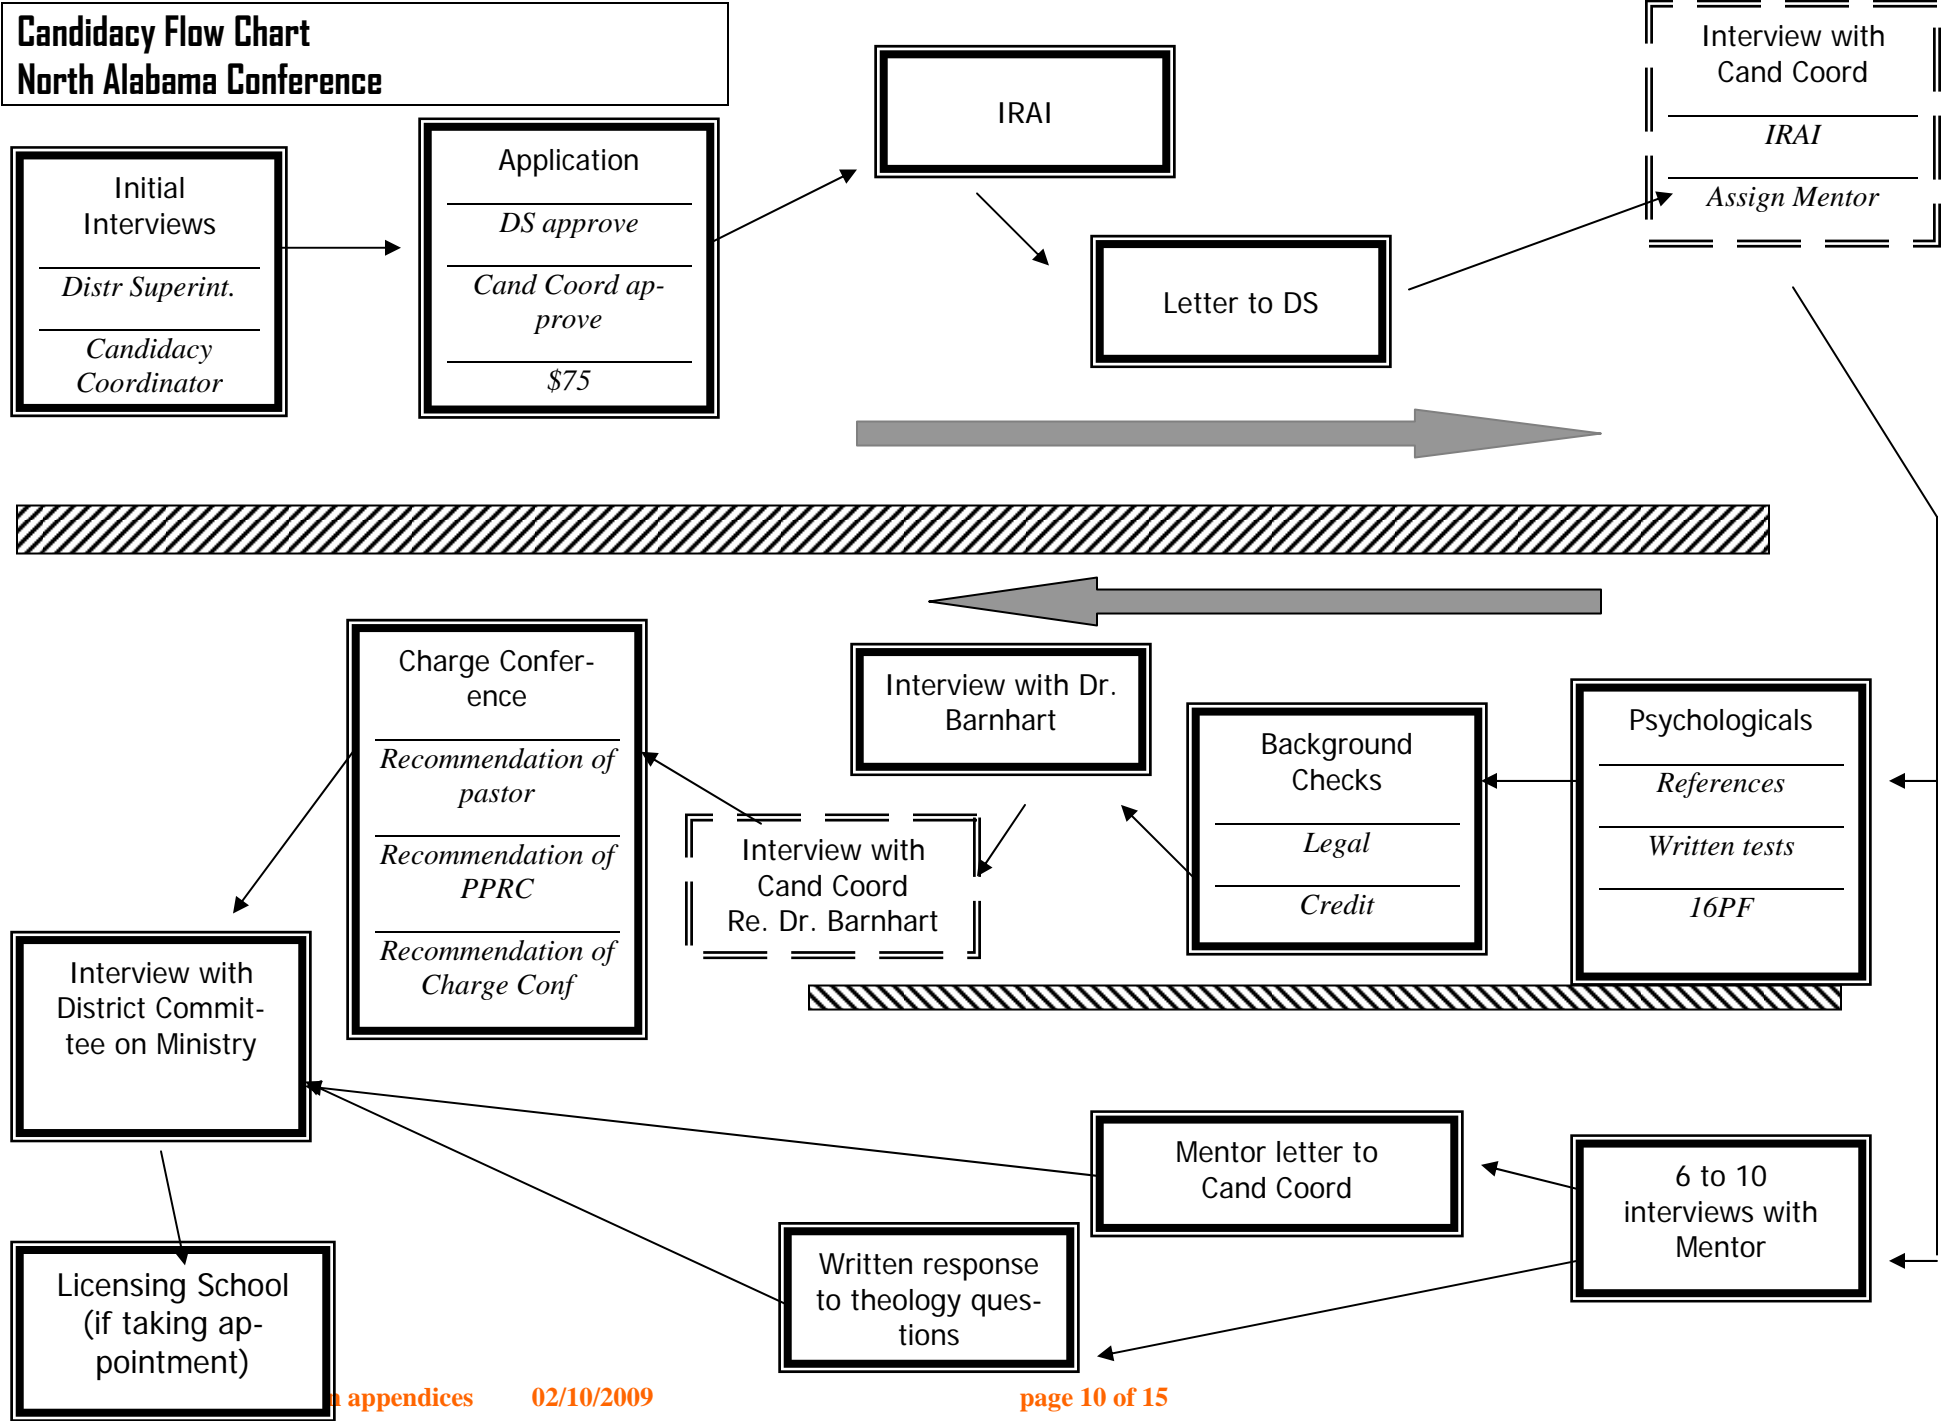 Candidacy Flow Chart
North Alabama Conference
Initial
Interviews
Distr Superint.
Candidacy
Coordinator
Application
DS approve
Cand Coord ap-
prove
$75
IRAI
Letter to DS
Interview with
Cand Coord
IRAI
Assign Mentor
Charge Confer-
ence
Recommendation of
pastor
Recommendation of
PPRC
Recommendation of
Charge Conf
Interview with Dr.
Barnhart
Interview with
Cand Coord
Re. Dr. Barnhart
Background
Checks
Legal
Credit
Psychologicals
References
Written tests
16PF
Interview with
District Commit-
tee on Ministry
Mentor letter to
Cand Coord
6 to 10
interviews with
Mentor
Written response
to theology ques-
tions
Licensing School
(if taking ap-
pointment)
appendices 02/10/2009 page 10 of 15